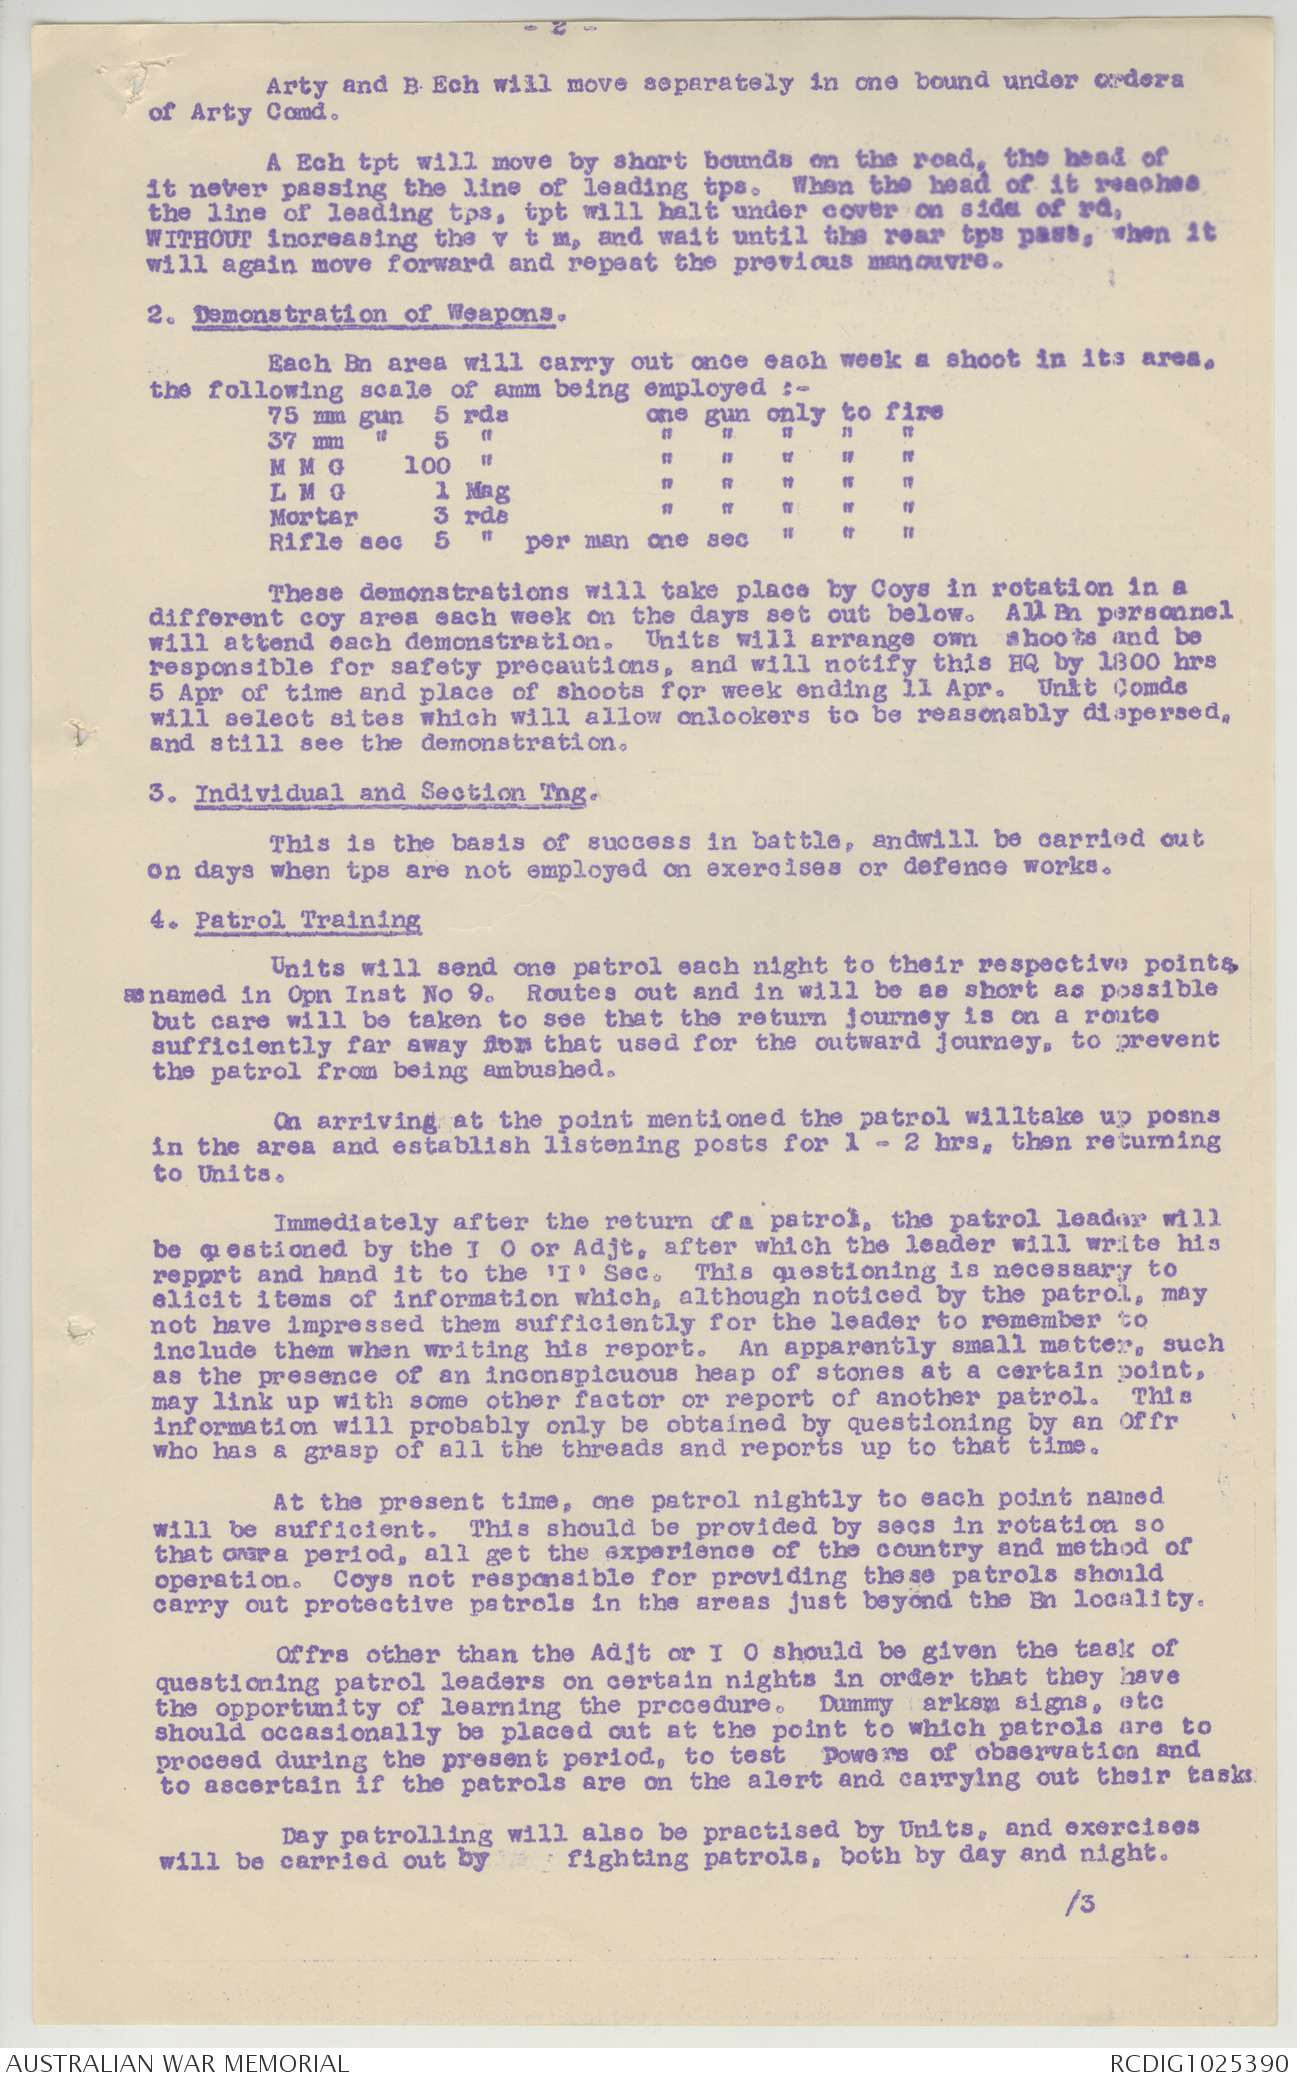 - 2 -
Arty and B Ech will move separately in one bound under orders
of Arty Comd.
A Ech tpt will move by short bounds on the road, the head of
it never passing the line of leading tps. When the head of it reaches
the line of leading tps, tpt will halt under cover on side of rd,
WITHOUT increasing the v t m, and wait until the rear tps pass, when it
will again move forward and repeat the previous manouvre.
2. Demonstration of Weapons.
Each Bn area will carry out once each week a shoot in its area,
the following scale of amm being employed :-
75 mm gun 5 rds one gun only to fire
37 mm " 5 " " " " " "
M M G 100 " " " " " "
L M G 1 Mag " " " " "
Mortar 3 rds " " " " "
Rifle sec 5 " per man one sec " " "
These demonstrations will take place by Coys in rotation in a
different coy area each week on the days set out below. All Bn personnel
will attend each demonstration. Units will arrange own shoots and be
responsible for safety precautions, and will notify this HQ by 1800 hrs
5 Apr of time and place of shoots for week ending 11 Apr. Unit Comds
will select sites which will allow onlookers to be reasonably dispersed,
and still see the demonstration.
3. Individual and Section Tng.
This is the basis of success in battle, andwill be carried out
on days when tps are not employed on exercises or defence works.
4. Patrol Training
Units will send one patrol each night to their respective points,
as named in Opn Inst No 9. Routes out and in will be as short as possible
but care will be taken to see that the return journey is on a route
sufficiently far away from that used for the outward journey, to prevent
the patrol from being ambushed.
On arriving at the point mentioned the patrol willtake up posns
in the area and establish listening posts for 1 - 2 hrs, then returning
to Units.
Immediately after the return of a patrol, the patrol leader will
be questioned by the I O or Adjt, after which the leader will write his
report and hand it to the 'I' Sec. This questioning is necessary to
elicit items of information which, although noticed by the patrol, may
not have impressed them sufficiently for the leader to remember to
include them when writing his report. An apparently small matter, such
as the presence of an inconspicuous heap of stones at a certain point,
may link up with some other factor or report of another patrol. This
information will probably only be obtained by questioning by an Offr
who has a grasp of all the threads and reports up to that time.
At the present time, one patrol nightly to each point named
will be sufficient. This should be provided by secs in rotation so
that over a period, all get the experience of the country and method of
operation. Coys not responsible for providing these patrols should
carry out protective patrols in the areas just beyond the Bn locality.
Offrs other than the Adjt or I O should be given the task of
questioning patrol leaders on certain nights in order that they have
the opportunity of learning the procedure. Dummy arksm signs, etc
should occasionally be placed out at the point to which patrols are to
proceed during the present period, to test Powers of observation and
to ascertain if the patrols are on the alert and carrying out their tasks
Day patrolling will also be practised by Units, and exercises
will be carried out by fighting patrols, both by day and night.
/3
AUSTRALIAN WAR MEMORIAL RCDIG1025390